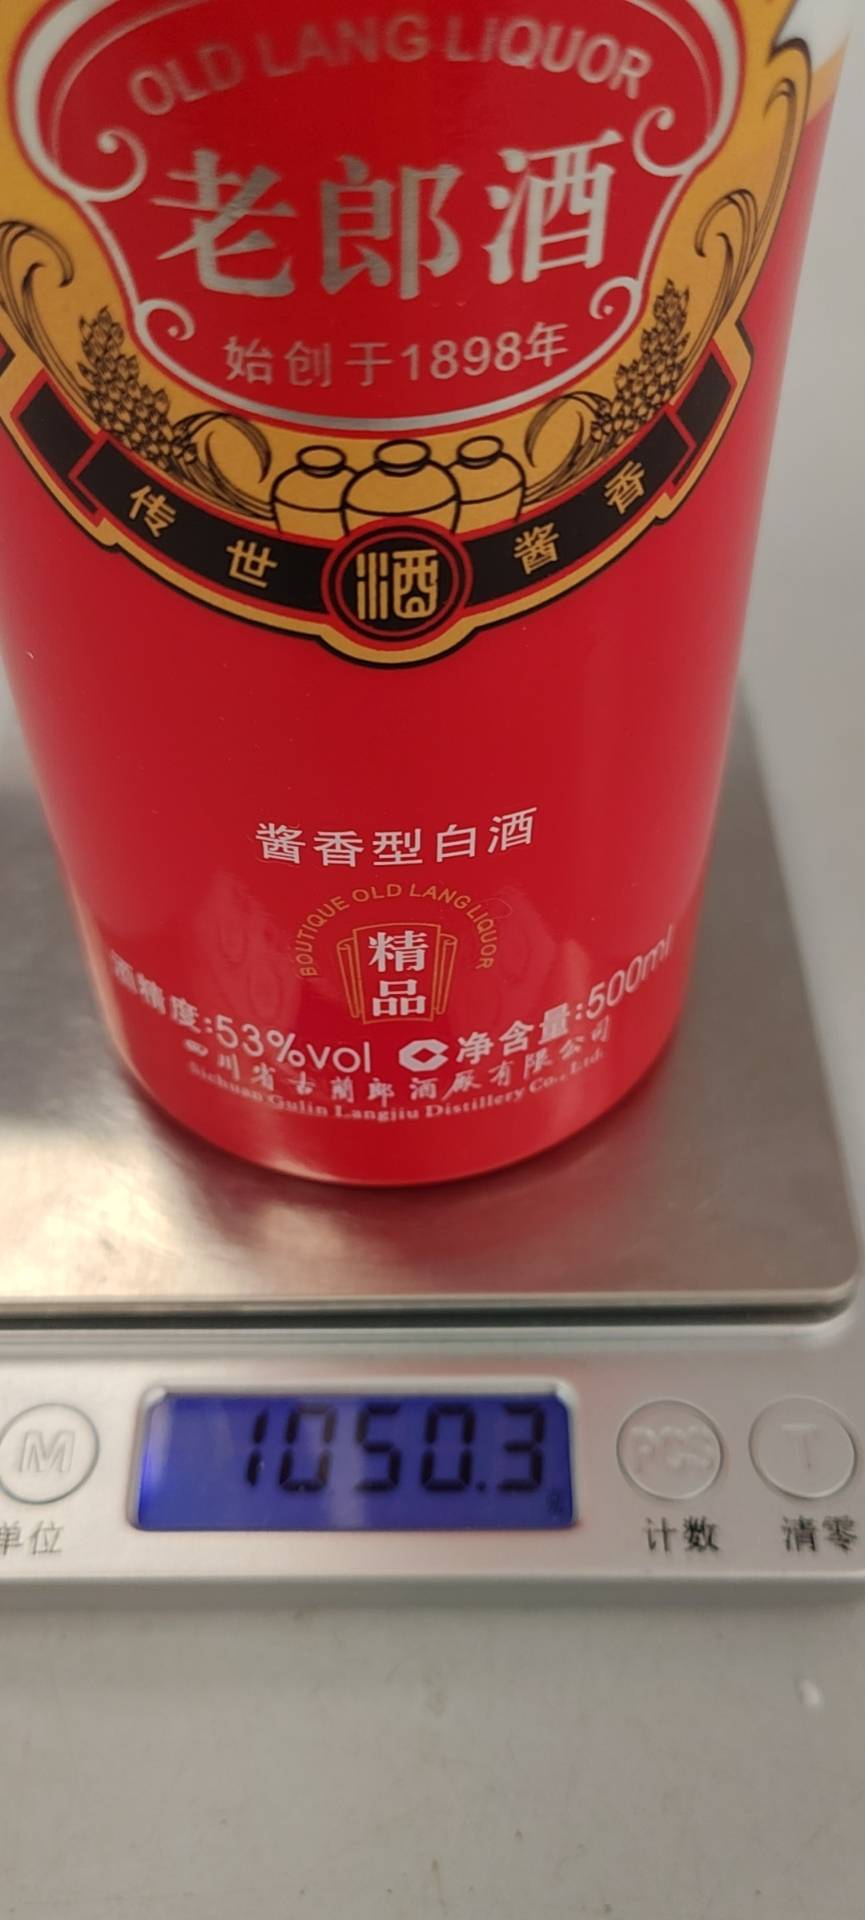 OLD LANG LIQUOR
老郎酒
始创于1898年
传世酒酱香
酱香型白酒
BOUTIQUE OLD LANG LIQUOR
精品
酒精度:53%vol 净含量:500ml
四川省古蔺郎酒厰有限公司
Sichuan Gulin Langjiu Distillery Co., Ltd.
1050.3
M PCS T
单位 计数 清零